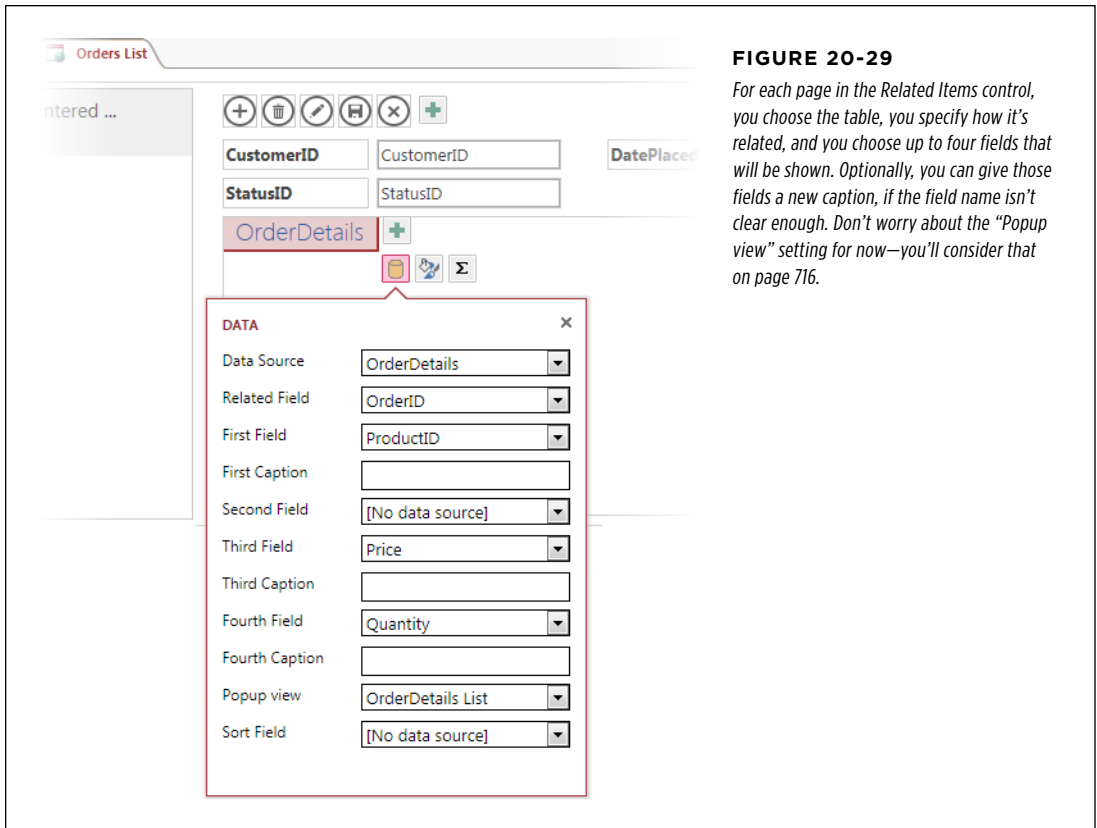 Orders List
ntered ...
CustomerID
CustomerID
DatePlaced
StatusID
StatusID
OrderDetails
Σ
DATA
Data Source
OrderDetails
Related Field
OrderID
First Field
ProductID
First Caption
Second Field
[No data source]
Third Field
Price
Third Caption
Fourth Field
Quantity
Fourth Caption
Popup view
OrderDetails List
Sort Field
[No data source]
FIGURE 20-29
For each page in the Related Items control,
you choose the table, you specify how it's
related, and you choose up to four fields that
will be shown. Optionally, you can give those
fields a new caption, if the field name isn't
clear enough. Don't worry about the “Popup
view” setting for now—you'll consider that
on page 716.